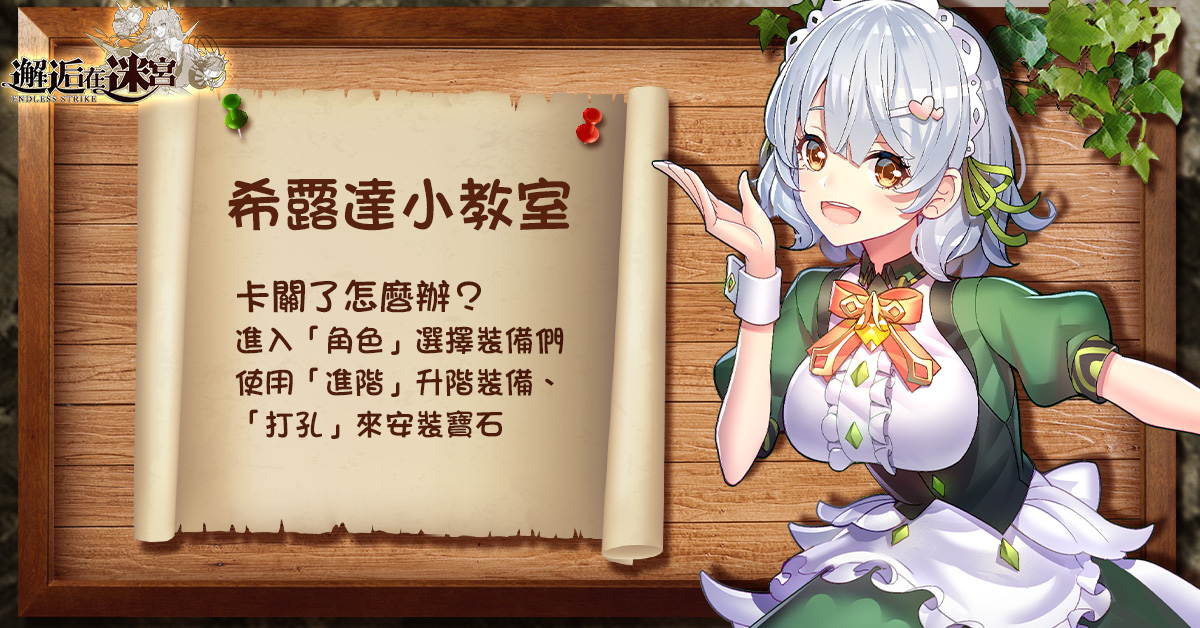 邂逅在迷宮
ENDLESS STRIKE
希露達小教室
卡關了怎麼辦？
進入「角色」選擇裝備們
使用「進階」升階裝備、
「打孔」來安裝寶石